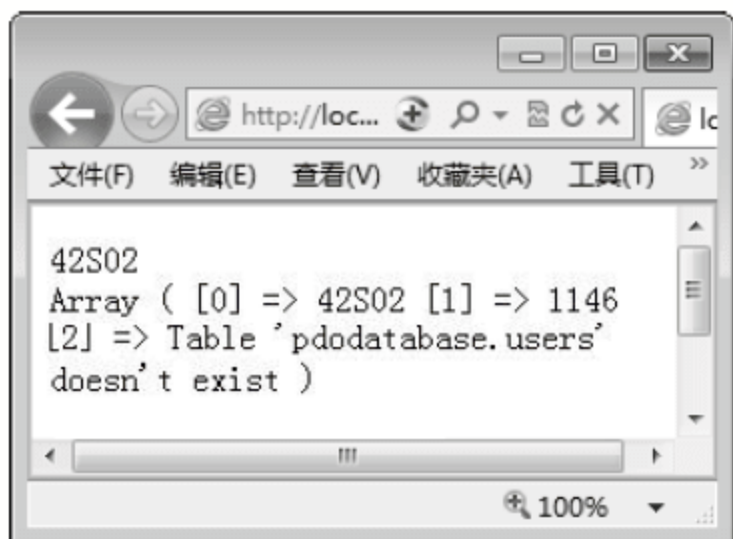 http://loc...
lc
文件(F) 编辑(E) 查看(V) 收藏夹(A) 工具(T) »
42S02
Array ( [0] => 42S02 [1] => 1146
[2] => Table 'pdodatabase.users'
doesn't exist )
100%